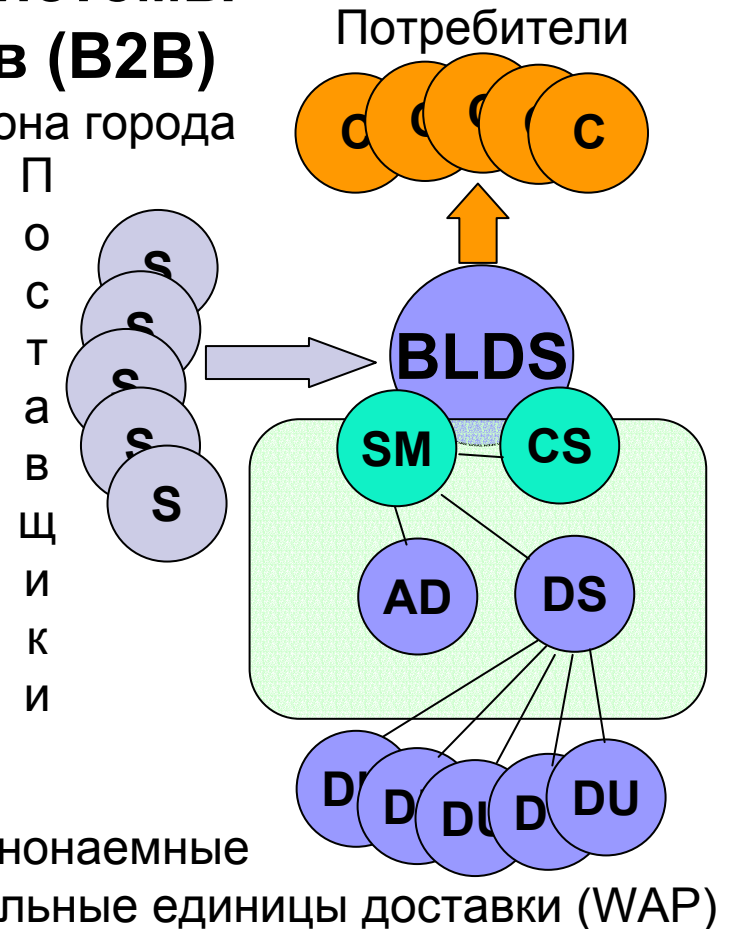 в (B2B)
она города
Потребители
C
C
П
о
с
т
а
в
щ
и
к
и
S
S
S
S
S
BLDS
SM
CS
AD
DS
D
DU
D
DU
нонаемные
льные единицы доставки (WAP)